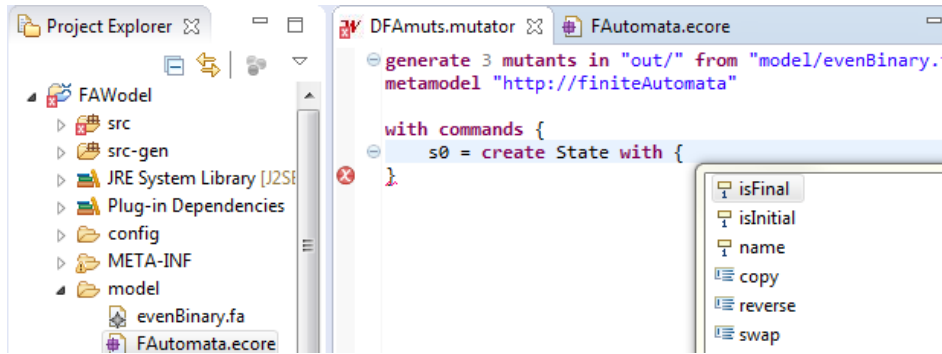 Project Explorer
DFAmuts.mutator
FAutomata.ecore
FAWodel
src
src-gen
JRE System Library [J2SE
Plug-in Dependencies
config
META-INF
model
evenBinary.fa
FAutomata.ecore
generate 3 mutants in "out/" from "model/evenBinary.
metamodel "http://finiteAutomata"
with commands {
s0 = create State with {
}
isFinal
isInitial
name
copy
reverse
swap